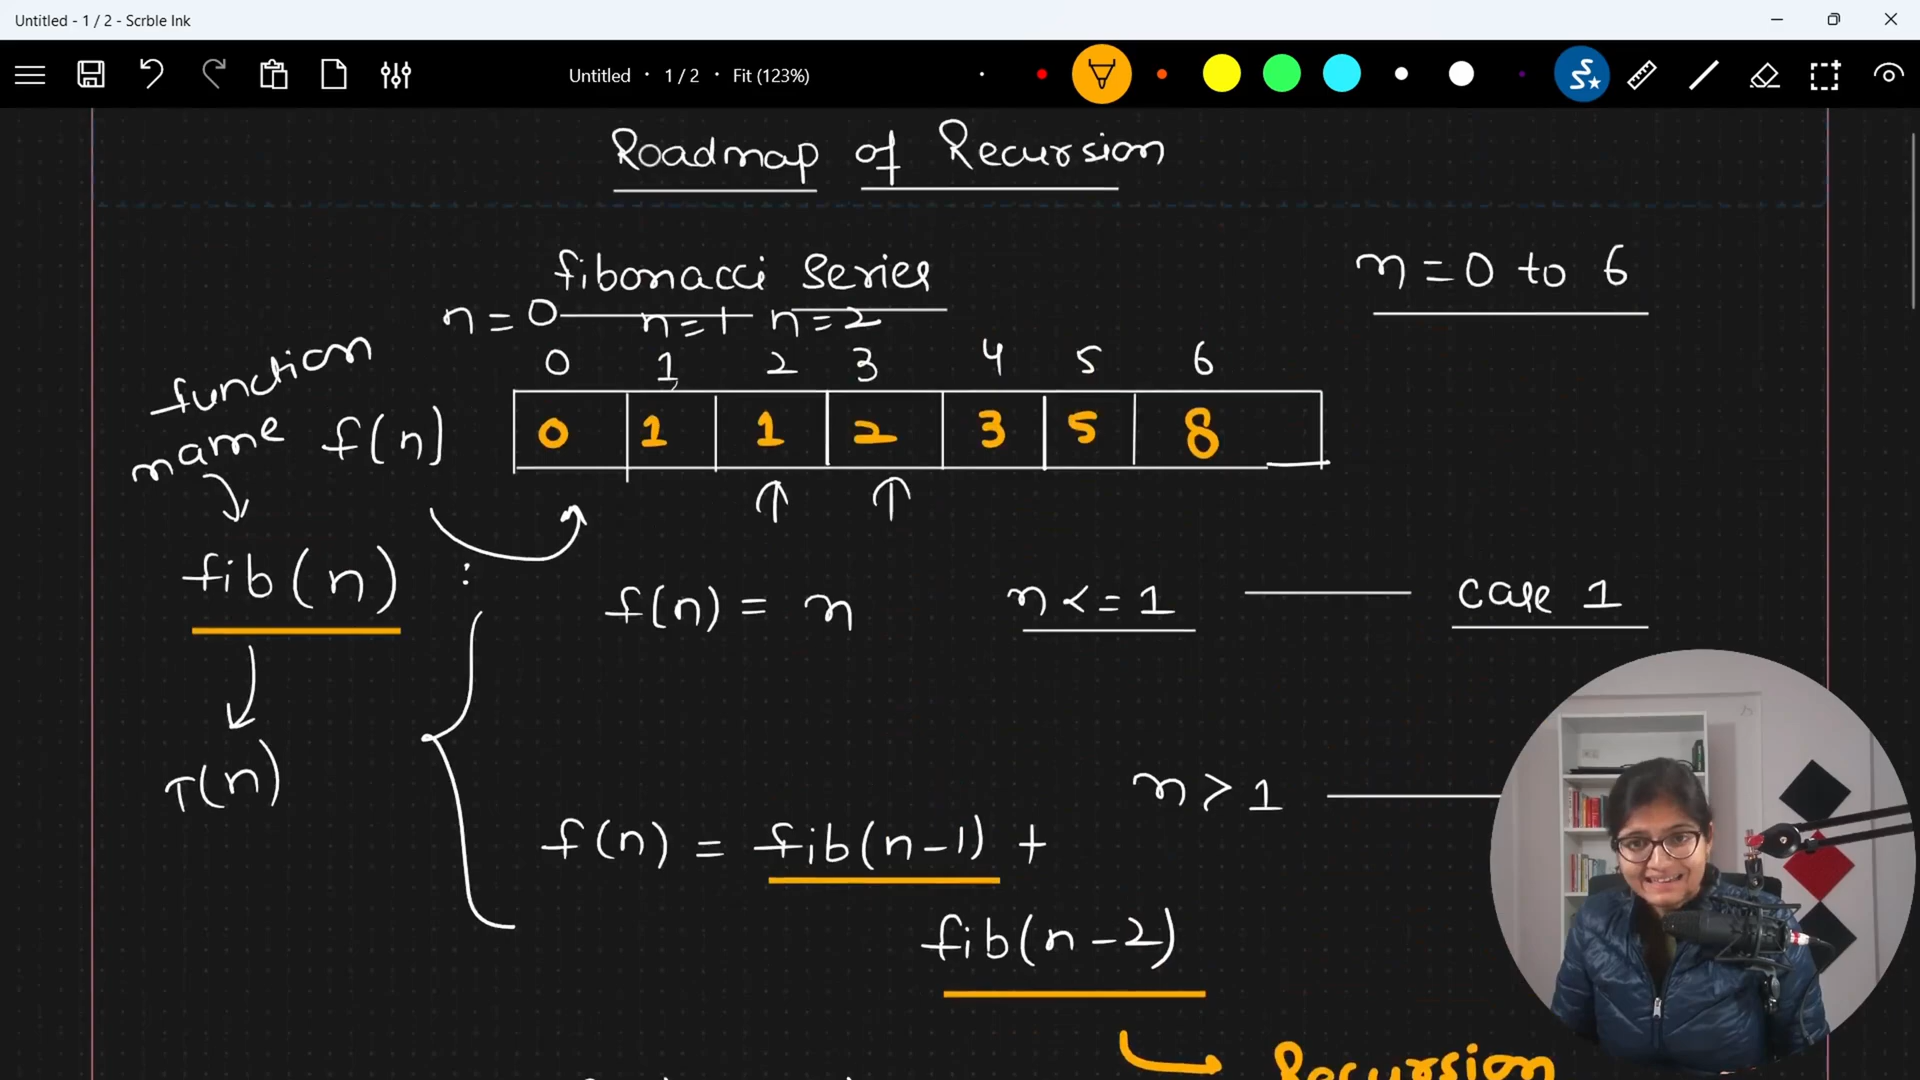 Untitled - 1 / 2 - Scrble Ink
Untitled • 1 / 2 • Fit (123%)
Roadmap of Recursion
fibonacci Series
n = 0 to 6
n = 0 n = 1 n = 2
0 1 2 3 4 5 6
function
name f(n)
0 1 1 2 3 5 8
fib(n) :
f(n) = n n <= 1 case 1
T(n)
n > 1
f(n) = fib(n-1) +
fib(n-2)
Recursion